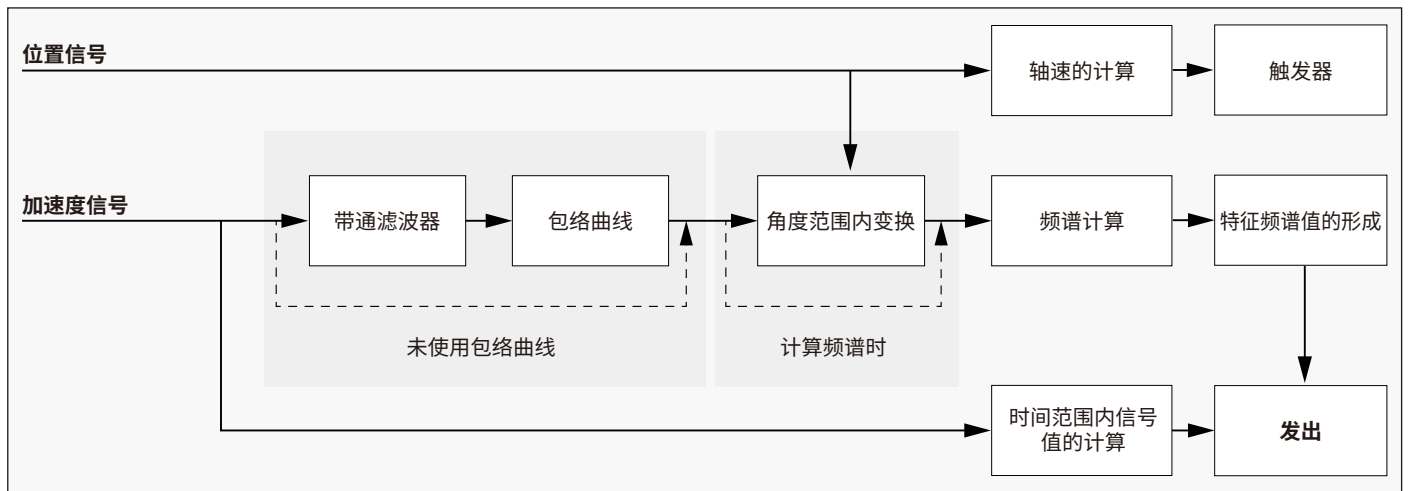 位置信号
轴速的计算
触发器
加速度信号
带通滤波器
包络曲线
角度范围内变换
频谱计算
特征频谱值的形成
未使用包络曲线
计算频谱时
时间范围内信号
值的计算
发出